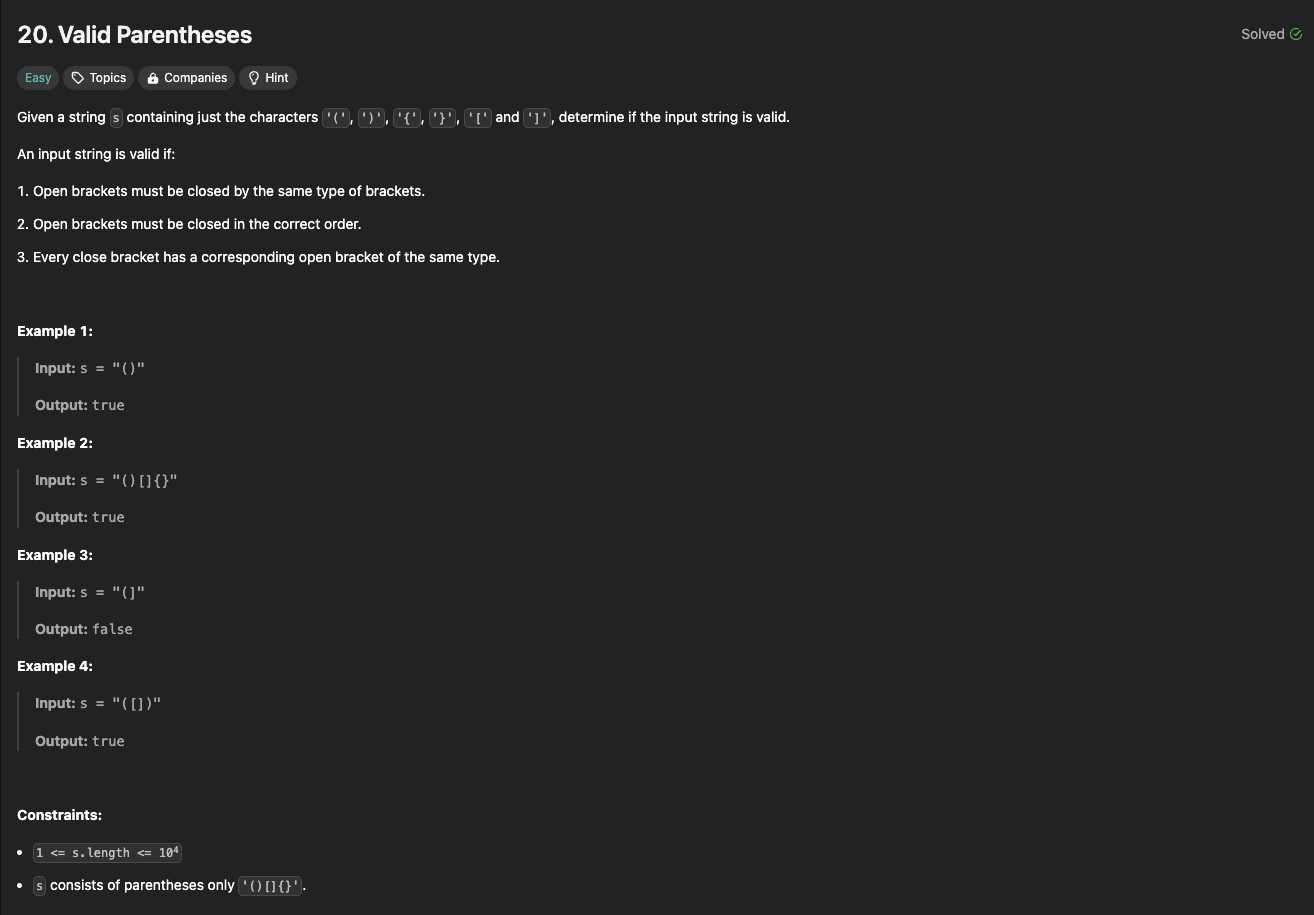 20. Valid Parentheses
Solved
Easy Topics Companies Hint
Given a string s containing just the characters '(', ')', '{', '}', '[' and ']', determine if the input string is valid.
An input string is valid if:
1. Open brackets must be closed by the same type of brackets.
2. Open brackets must be closed in the correct order.
3. Every close bracket has a corresponding open bracket of the same type.
Example 1:
Input: s = "()"
Output: true
Example 2:
Input: s = "()[]{}"
Output: true
Example 3:
Input: s = "(]"
Output: false
Example 4:
Input: s = "([])"
Output: true
Constraints:
• 1 <= s.length <= 10⁴
• s consists of parentheses only '()[]{}'.